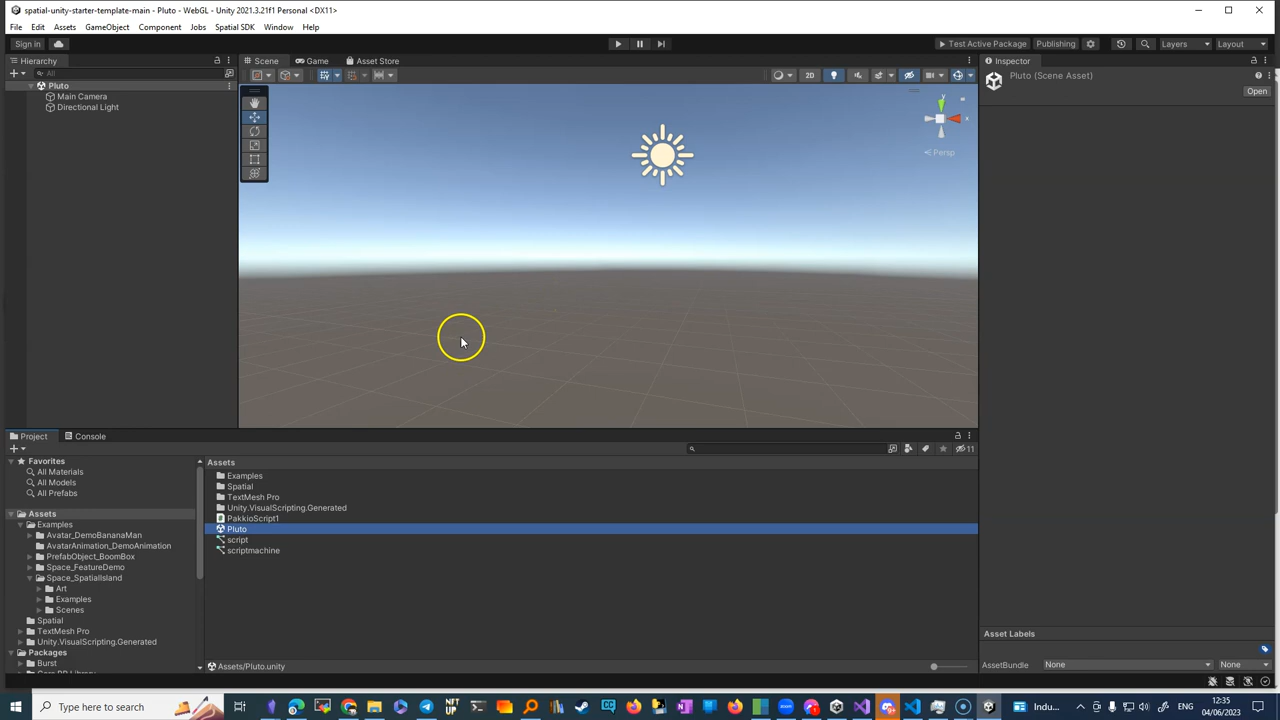 spatial-unity-starter-template-main - Pluto - WebGL - Unity 2021.3.21f1 Personal <DX11>
File Edit Assets GameObject Component Jobs Spatial SDK Window Help
Sign in
Test Active Package Publishing Layers Layout
Hierarchy
All
Pluto
Main Camera
Directional Light
Scene Game Asset Store
2D
y
x
Persp
Inspector
Pluto (Scene Asset)
Open
Project Console
11
Favorites
All Materials
All Models
All Prefabs
Assets
Examples
Avatar_DemoBananaMan
AvatarAnimation_DemoAnimation
PrefabObject_BoomBox
Space_FeatureDemo
Space_SpatialIsland
Art
Examples
Scenes
Spatial
TextMesh Pro
Unity.VisualScripting.Generated
Packages
Burst
Assets
Examples
Spatial
TextMesh Pro
Unity.VisualScripting.Generated
PakkioScript1
Pluto
script
scriptmachine
Assets/Pluto.unity
Asset Labels
AssetBundle None None
Type here to search
Indu...
12:35
04/06/2023